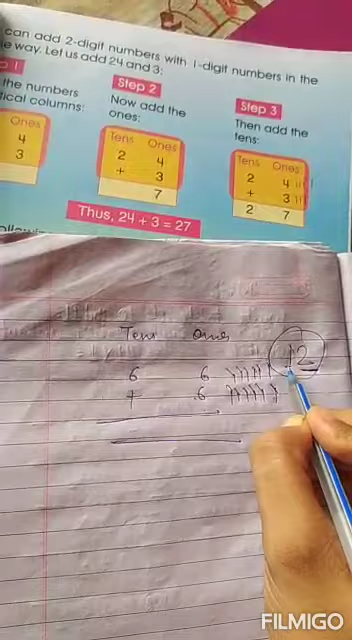 can add 2-digit numbers with 1-digit numbers in the
way. Let us add 24 and 3:
the numbers
tical columns:
Ones
4
3
Step 2
Now add the
ones:
Tens Ones
2 4
+ 3
7
Step 3
Then add the
tens:
Tens Ones
2 4
+ 3
2 7
Thus, 24 + 3 = 27
Tens Ones
6 6
6
12
FILMIGO